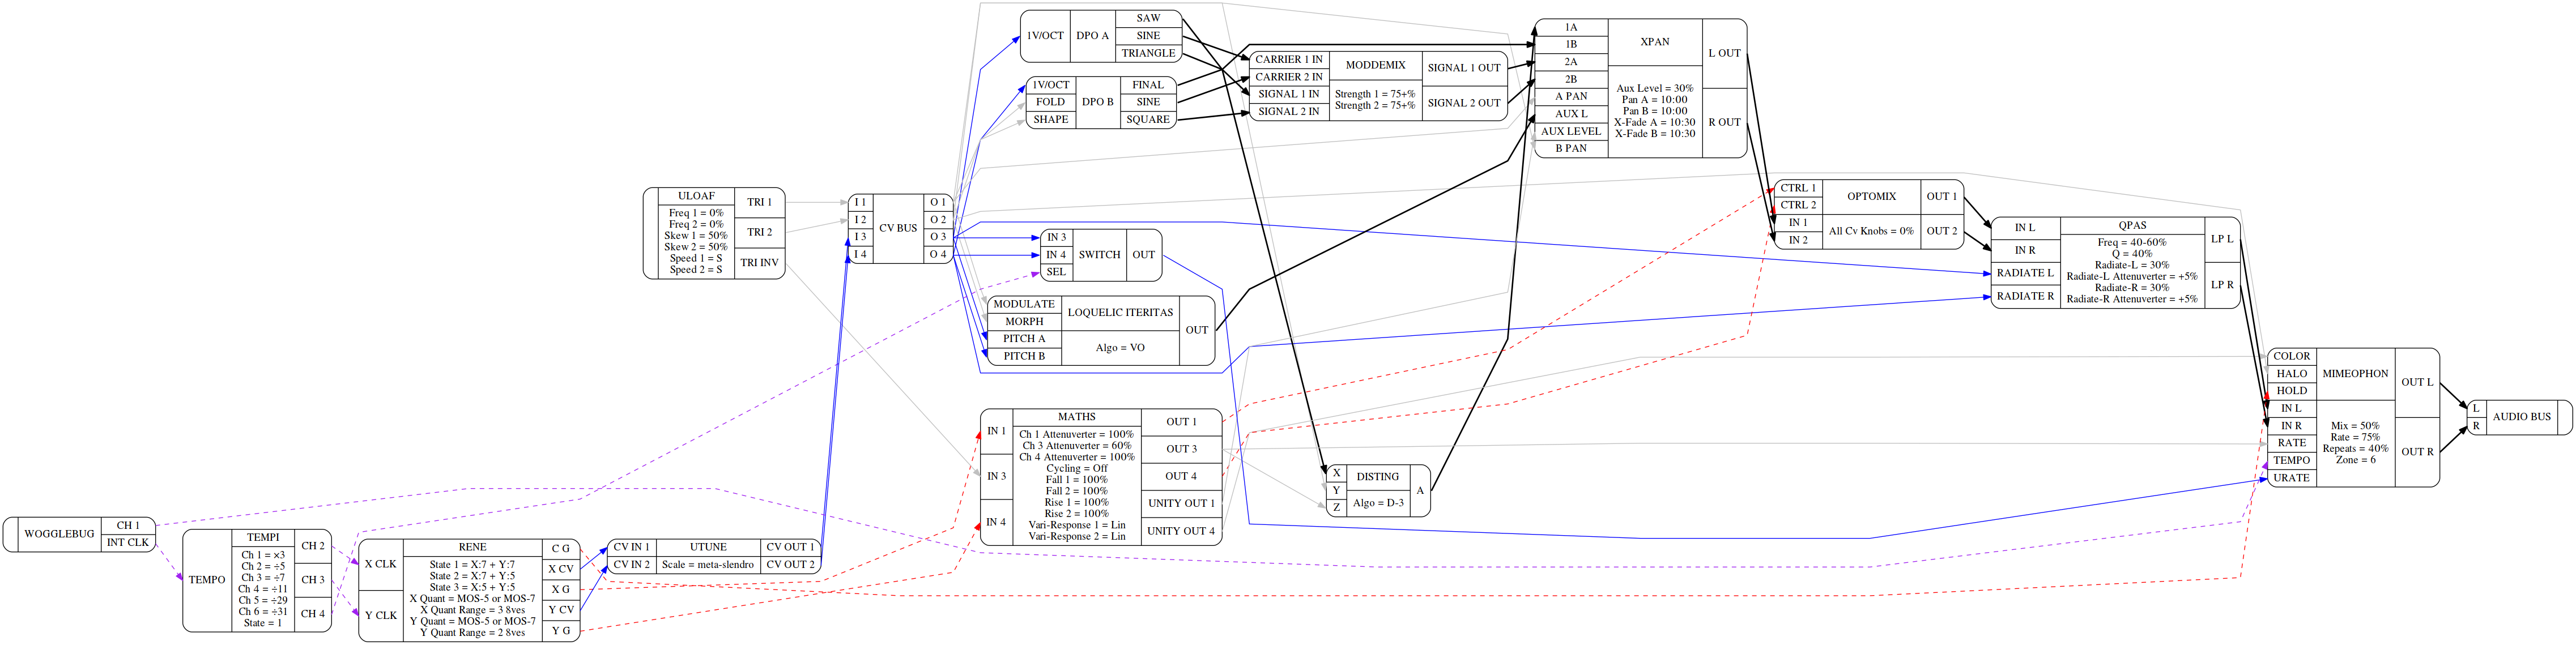 WOGGLEBUG
CH 1
INT CLK
TEMPO
TEMPI
Ch 1 = ×3
Ch 2 = ÷5
Ch 3 = ÷7
Ch 4 = ÷11
Ch 5 = ÷29
Ch 6 = ÷31
State = 1
CH 2
CH 3
CH 4
X CLK
Y CLK
RENE
State 1 = X:7 + Y:7
State 2 = X:7 + Y:5
State 3 = X:5 + Y:5
X Quant = MOS-5 or MOS-7
X Quant Range = 3 8ves
Y Quant = MOS-5 or MOS-7
Y Quant Range = 2 8ves
C G
X CV
X G
Y CV
Y G
CV IN 1
CV IN 2
UTUNE
Scale = meta-slendro
CV OUT 1
CV OUT 2
ULOAF
Freq 1 = 0%
Freq 2 = 0%
Skew 1 = 50%
Skew 2 = 50%
Speed 1 = S
Speed 2 = S
TRI 1
TRI 2
TRI INV
I 1
I 2
I 3
I 4
CV BUS
O 1
O 2
O 3
O 4
1V/OCT
DPO A
SAW
SINE
TRIANGLE
1V/OCT
FOLD
SHAPE
DPO B
FINAL
SINE
SQUARE
IN 3
IN 4
SEL
SWITCH
OUT
MODULATE
MORPH
PITCH A
PITCH B
LOQUELIC ITERITAS
Algo = VO
OUT
IN 1
IN 3
IN 4
MATHS
Ch 1 Attenuverter = 100%
Ch 3 Attenuverter = 60%
Ch 4 Attenuverter = 100%
Cycling = Off
Fall 1 = 100%
Fall 2 = 100%
Rise 1 = 100%
Rise 2 = 100%
Vari-Response 1 = Lin
Vari-Response 2 = Lin
OUT 1
OUT 3
OUT 4
UNITY OUT 1
UNITY OUT 4
CARRIER 1 IN
CARRIER 2 IN
SIGNAL 1 IN
SIGNAL 2 IN
MODDEMIX
Strength 1 = 75+%
Strength 2 = 75+%
SIGNAL 1 OUT
SIGNAL 2 OUT
X
Y
Z
DISTING
Algo = D-3
A
1A
1B
2A
2B
A PAN
AUX L
AUX LEVEL
B PAN
XPAN
Aux Level = 30%
Pan A = 10:00
Pan B = 10:00
X-Fade A = 10:30
X-Fade B = 10:30
L OUT
R OUT
CTRL 1
CTRL 2
IN 1
IN 2
OPTOMIX
All Cv Knobs = 0%
OUT 1
OUT 2
IN L
IN R
RADIATE L
RADIATE R
QPAS
Freq = 40-60%
Q = 40%
Radiate-L = 30%
Radiate-L Attenuverter = +5%
Radiate-R = 30%
Radiate-R Attenuverter = +5%
LP L
LP R
COLOR
HALO
HOLD
IN L
IN R
RATE
TEMPO
URATE
MIMEOPHON
Mix = 50%
Rate = 75%
Repeats = 40%
Zone = 6
OUT L
OUT R
L
R
AUDIO BUS